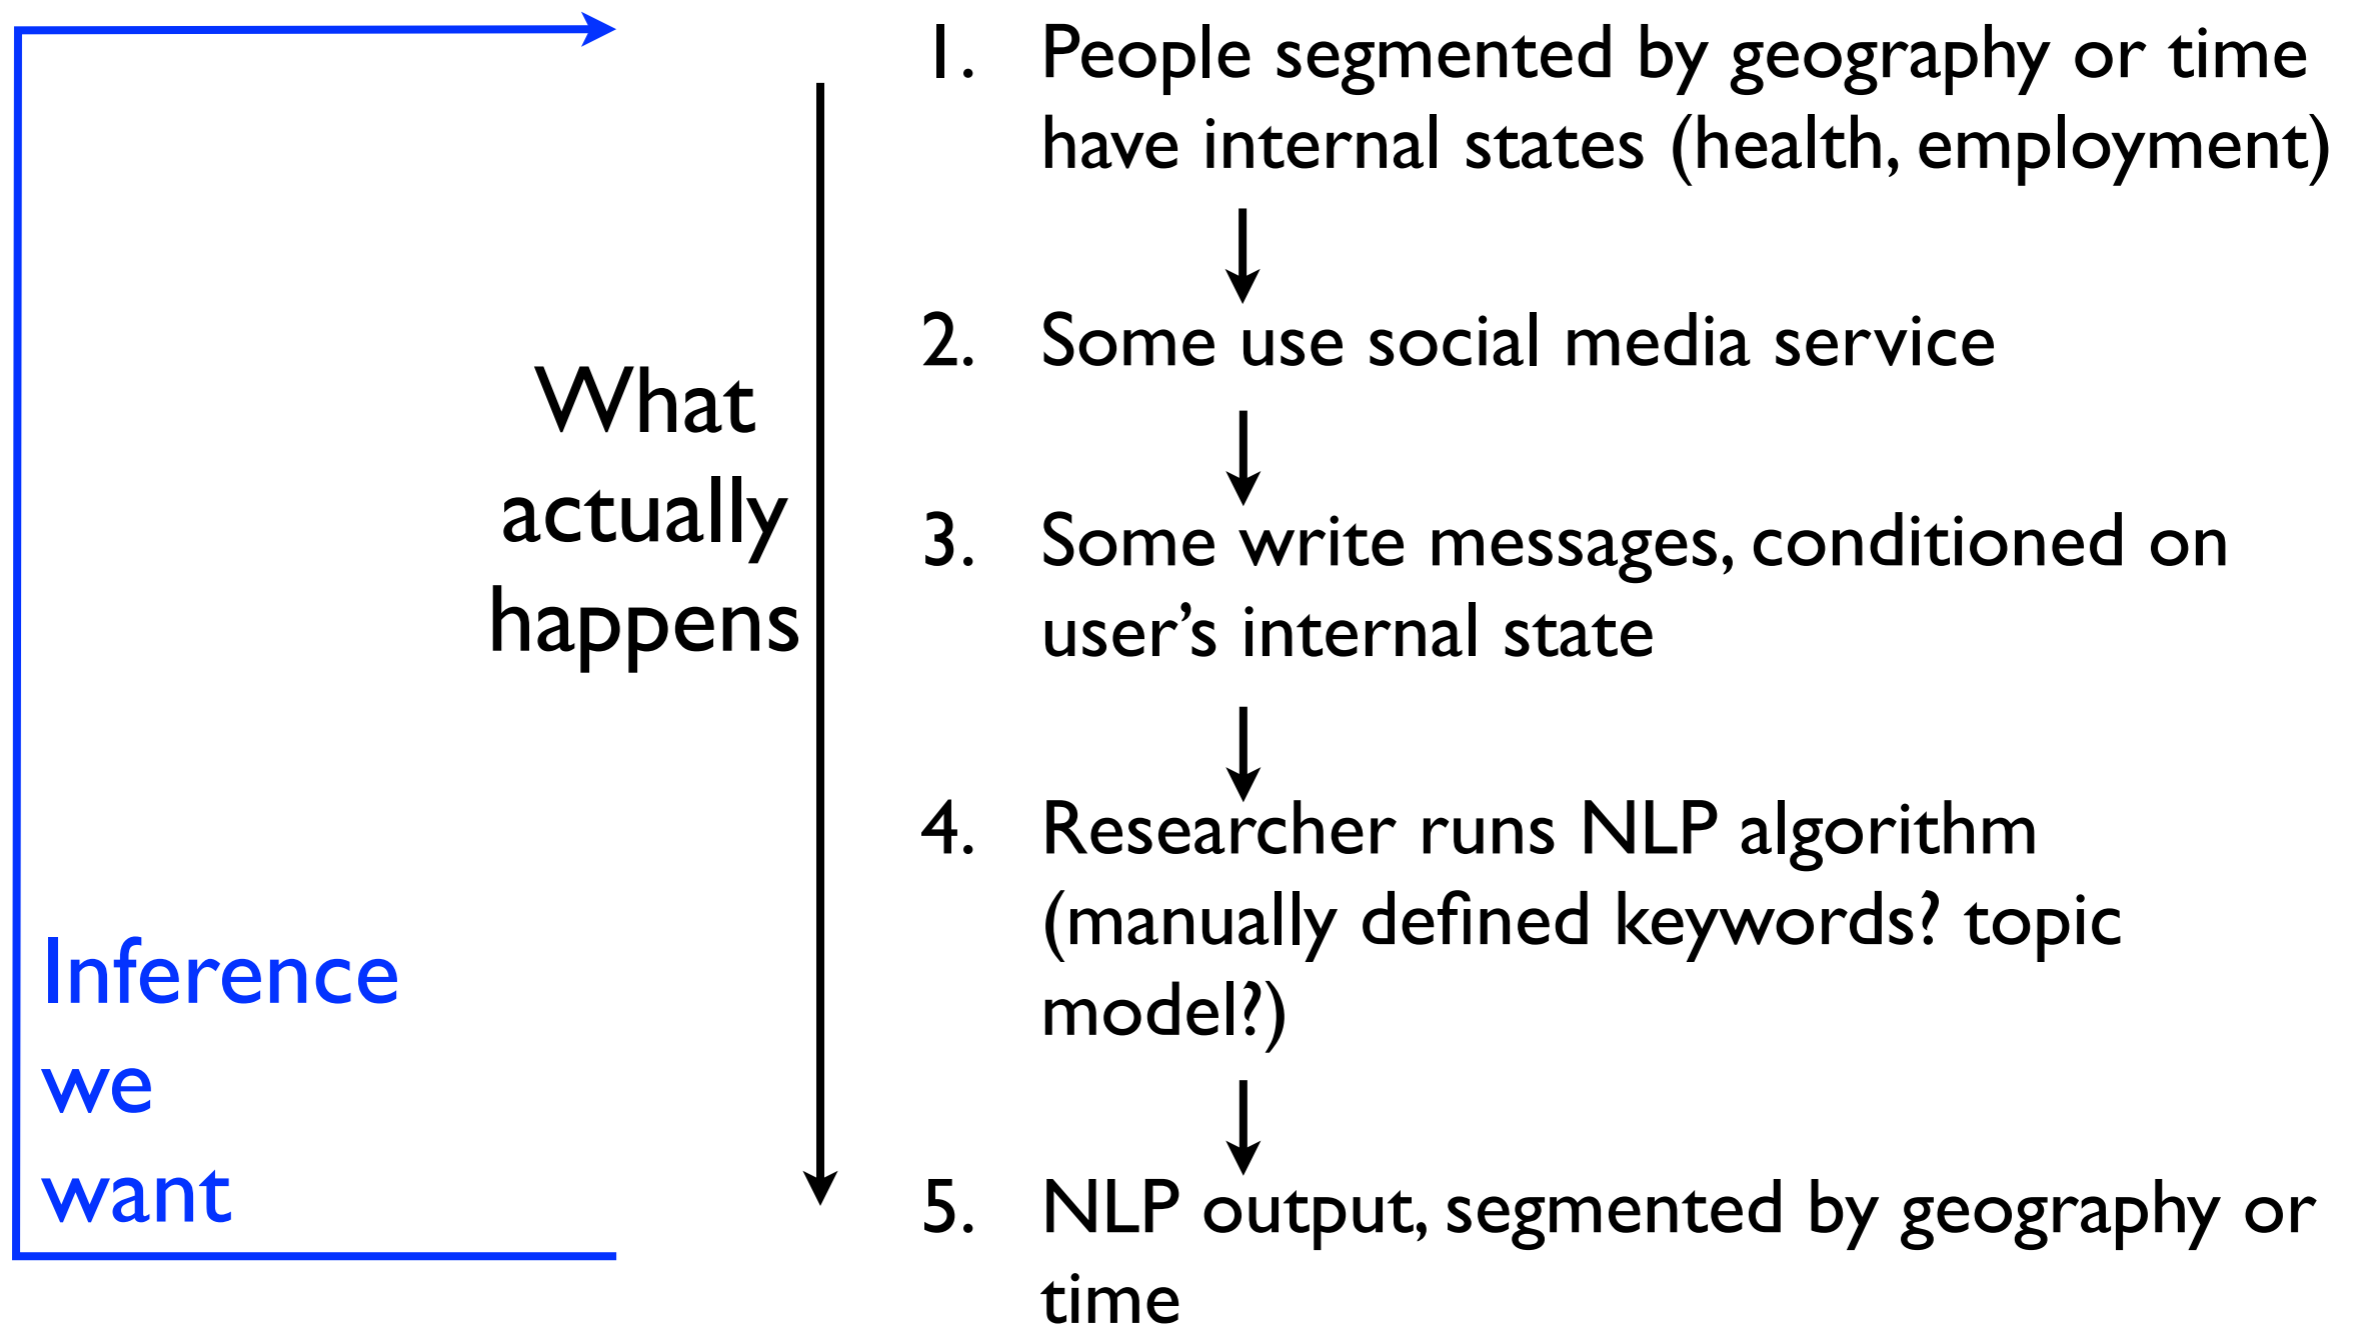 1. People segmented by geography or time
have internal states (health, employment)
2. Some use social media service
What
actually
happens
3. Some write messages, conditioned on
user’s internal state
4. Researcher runs NLP algorithm
(manually defined keywords? topic
model?)
Inference
we
want
5. NLP output, segmented by geography or
time